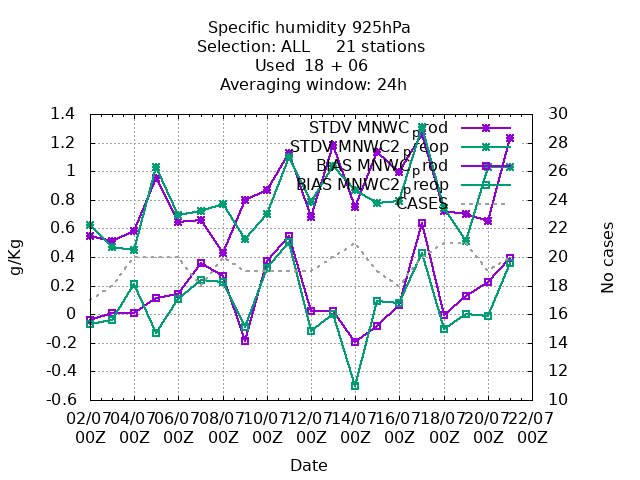 Specific humidity 925hPa
Selection: ALL 21 stations
Used 18 + 06
Averaging window: 24h
1.4
1.2
1
0.8
0.6
0.4
0.2
0
-0.2
-0.4
-0.6
g/Kg
STDV MNWC_prod
STDV MNWC2_preop
BIAS MNWC_prod
BIAS MNWC2_preop
CASES
30
28
26
24
22
20
18
16
14
12
10
No cases
02/07 04/07 06/07 08/07 10/07 12/07 14/07 16/07 18/07 20/07 22/07
00Z 00Z 00Z 00Z 00Z 00Z 00Z 00Z 00Z 00Z 00Z
Date